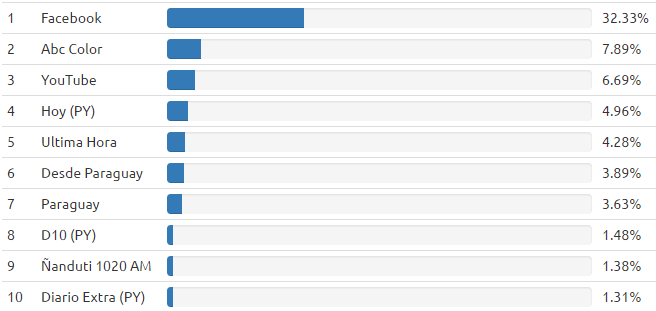 1 Facebook 32.33%
2 Abc Color 7.89%
3 YouTube 6.69%
4 Hoy (PY) 4.96%
5 Ultima Hora 4.28%
6 Desde Paraguay 3.89%
7 Paraguay 3.63%
8 D10 (PY) 1.48%
9 Ñanduti 1020 AM 1.38%
10 Diario Extra (PY) 1.31%